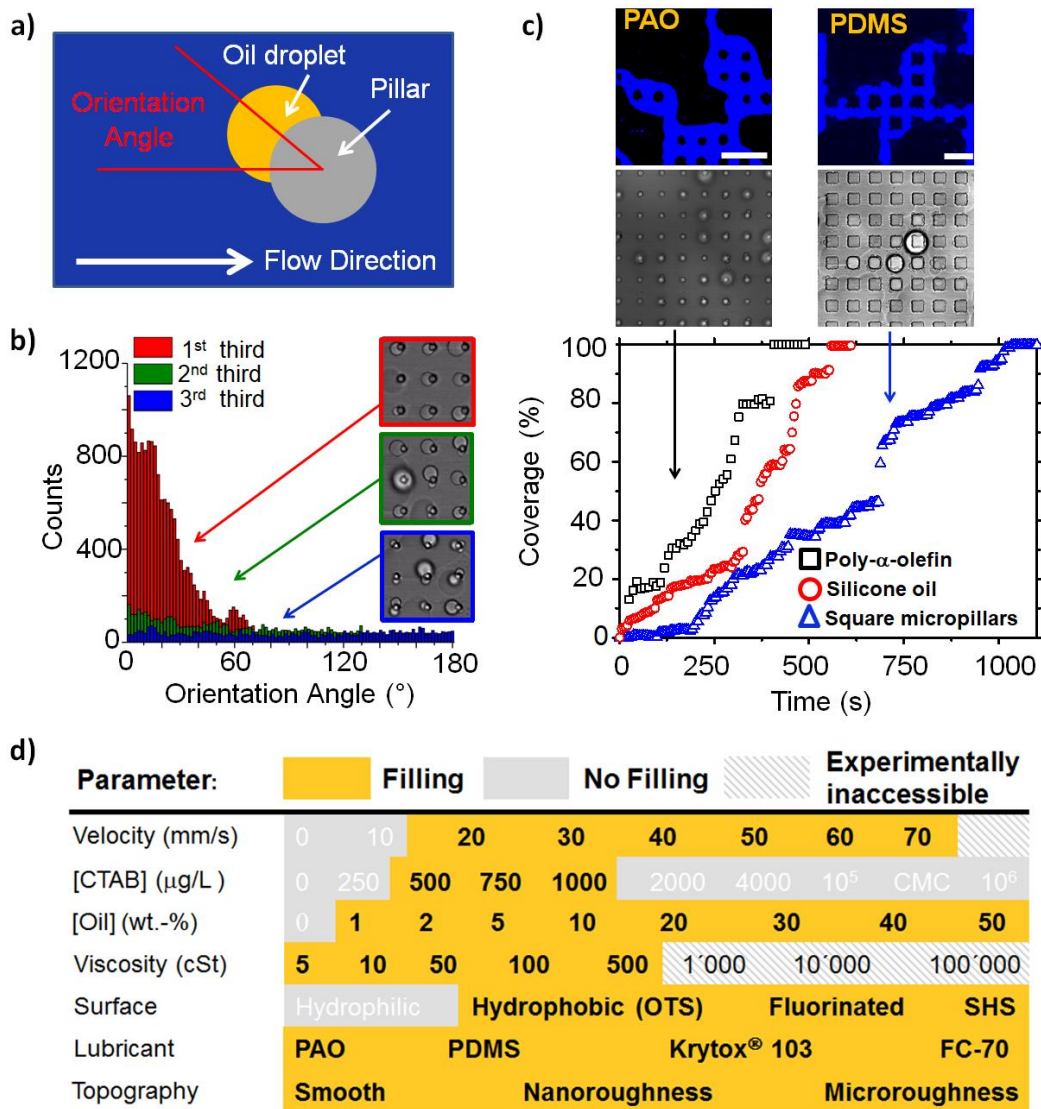 a)
Oil droplet
Pillar
Orientation
Angle
Flow Direction
b)
1200
800
400
0
Counts
1st third
2nd third
3rd third
0 60 120 180
Orientation Angle (°)
c)
PAO
PDMS
100
80
60
40
20
0
Coverage (%)
Poly-α-olefin
Silicone oil
Square micropillars
0 250 500 750 1000
Time (s)
d)
Parameter: Filling No Filling Experimentally
inaccessible
Velocity (mm/s) 0 10 20 30 40 50 60 70
[CTAB] (µg/L) 0 250 500 750 1000 2000 4000 10⁵ CMC 10⁶
[Oil] (wt.-%) 0 1 2 5 10 20 30 40 50
Viscosity (cSt) 5 10 50 100 500 1´000 10´000 100´000
Surface Hydrophilic Hydrophobic (OTS) Fluorinated SHS
Lubricant PAO PDMS Krytox® 103 FC-70
Topography Smooth Nanoroughness Microroughness